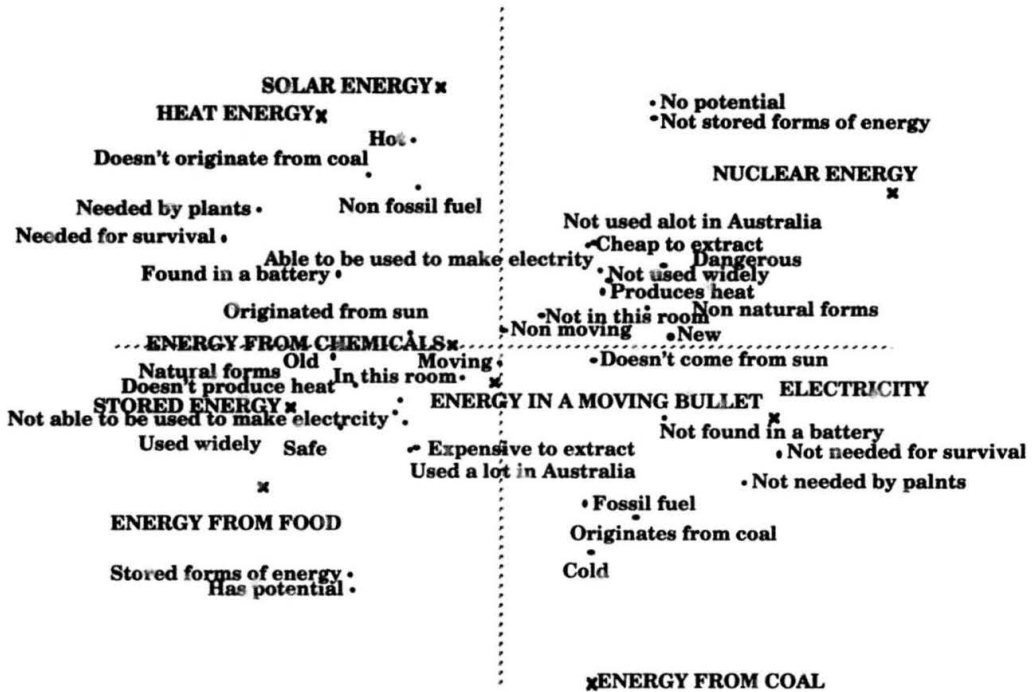 SOLAR ENERGY
HEAT ENERGY
No potential
Not stored forms of energy
Hot
Doesn't originate from coal
NUCLEAR ENERGY
Needed by plants
Non fossil fuel
Not used alot in Australia
Needed for survival
Cheap to extract
Able to be used to make electrity
Dangerous
Found in a battery
Not used widely
Produces heat
Originated from sun
Not in this room
Non natural forms
Non moving
New
ENERGY FROM CHEMICALS
Old
Moving
Doesn't come from sun
Natural forms
In this room
Doesn't produce heat
ELECTRICITY
STORED ENERGY
ENERGY IN A MOVING BULLET
Not able to be used to make electrcity
Not found in a battery
Used widely
Safe
Expensive to extract
Not needed for survival
Used a lot in Australia
Not needed by palnts
Fossil fuel
ENERGY FROM FOOD
Originates from coal
Cold
Stored forms of energy
Has potential
ENERGY FROM COAL